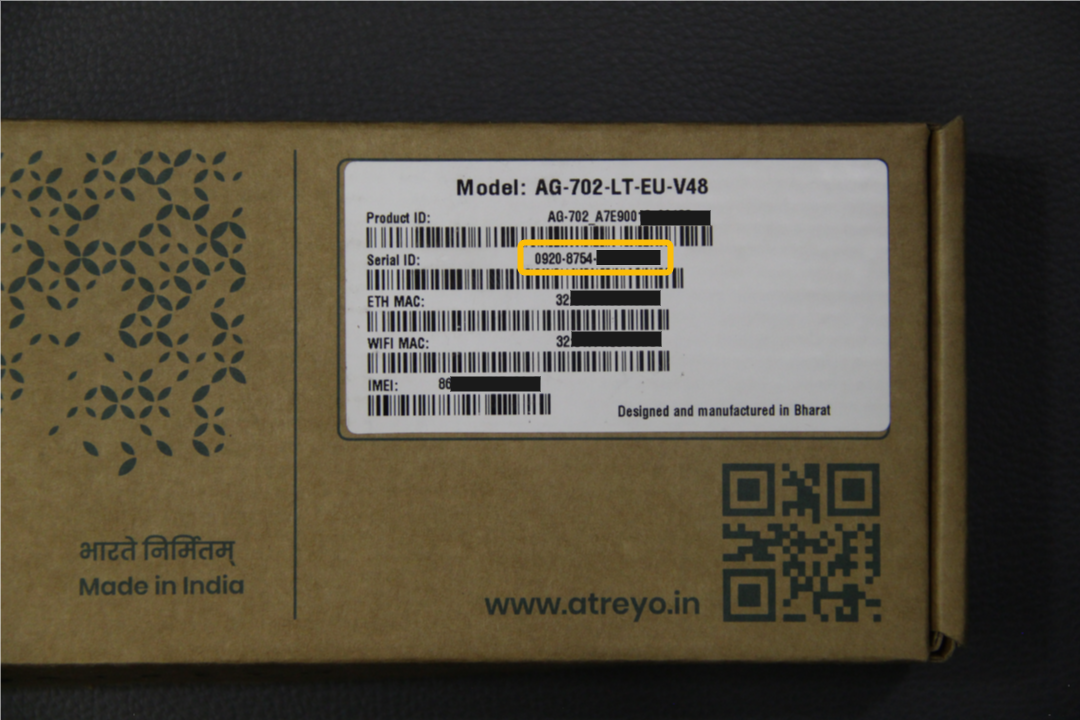 Model: AG-702-LT-EU-V48
Product ID: AG-702_A7E9001
Serial ID: 0920-8754-
ETH MAC: 32
WIFI MAC: 32
IMEI: 86
Designed and manufactured in Bharat
भारते निर्मितम्
Made in India
www.atreyo.in